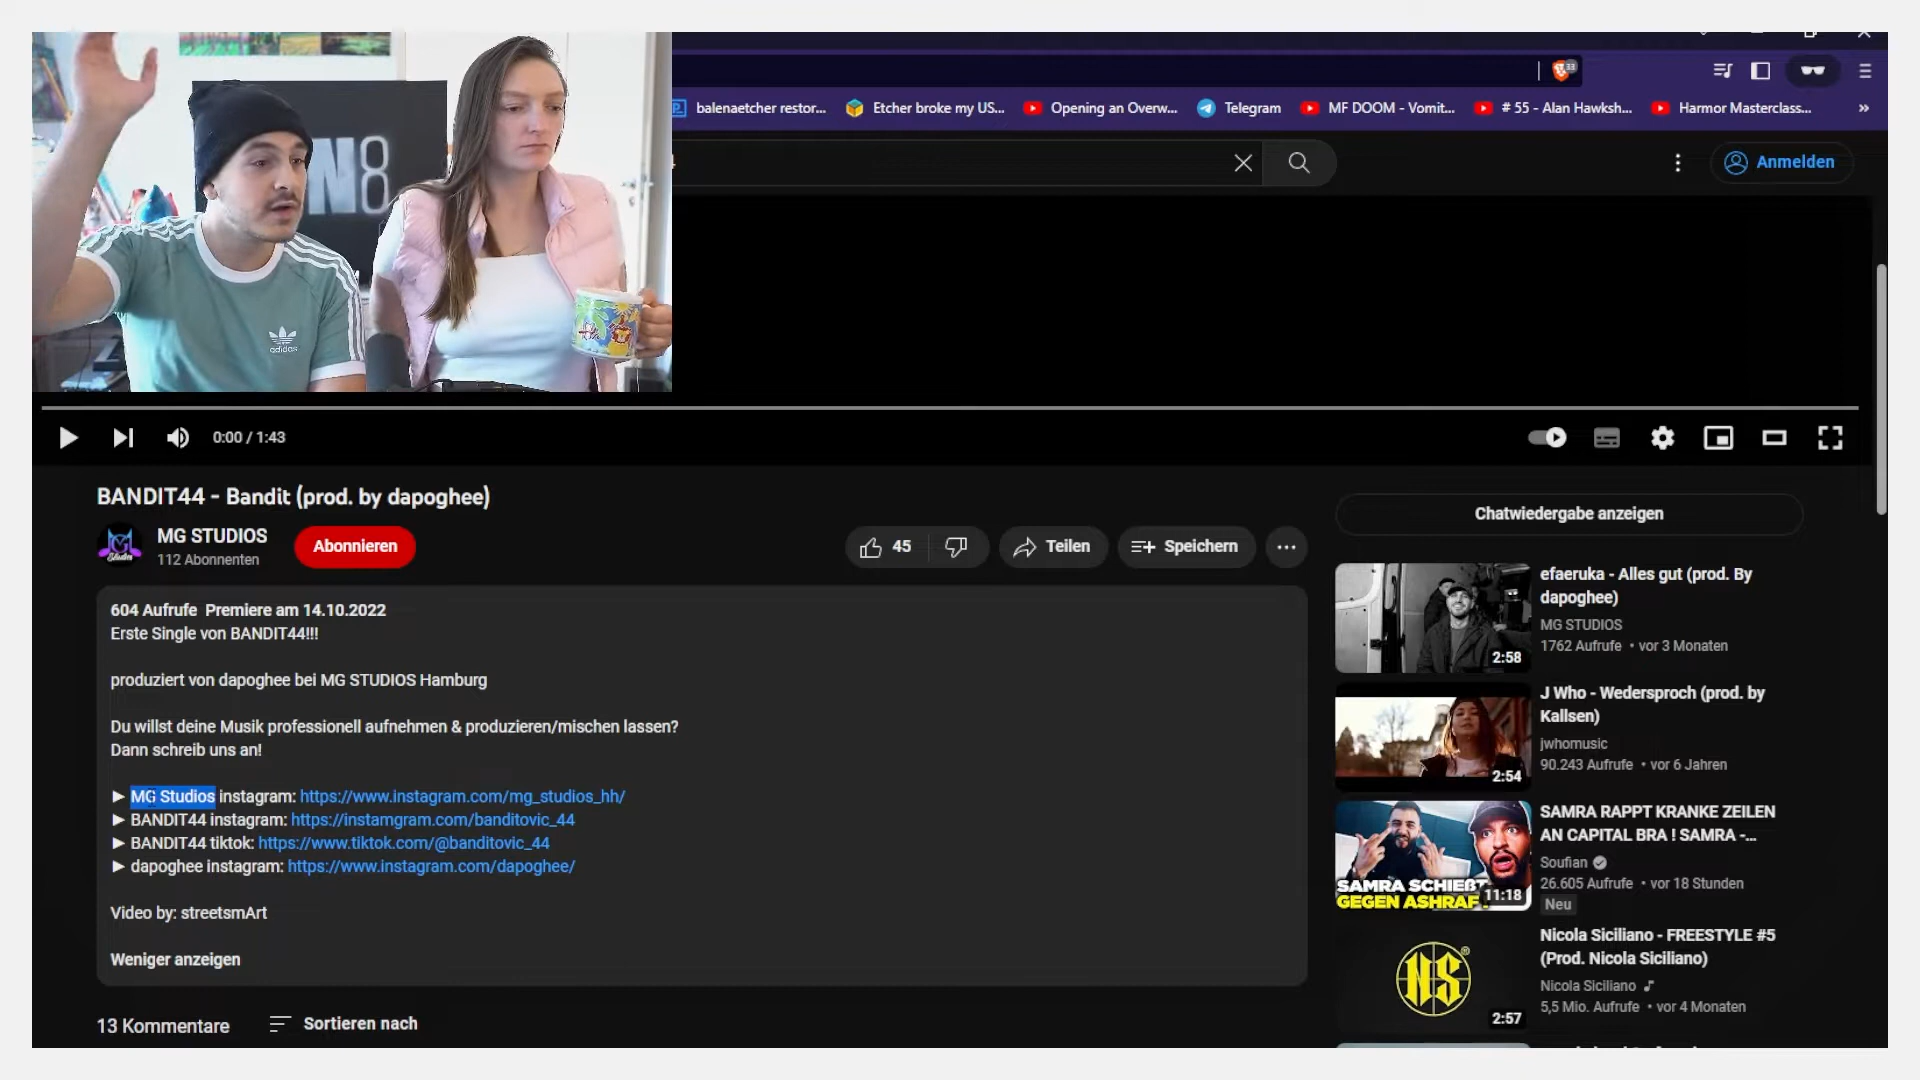 N8
adidas
33
balenaetcher restor...
Etcher broke my US...
Opening an Overw...
Telegram
MF DOOM - Vomit...
# 55 - Alan Hawksh...
Harmor Masterclass...
»
4
Anmelden
0:00 / 1:43
BANDIT44 - Bandit (prod. by dapoghee)
MG STUDIOS
112 Abonnenten
Abonnieren
45
Teilen
Speichern
604 Aufrufe Premiere am 14.10.2022
Erste Single von BANDIT44!!!
produziert von dapoghee bei MG STUDIOS Hamburg
Du willst deine Musik professionell aufnehmen & produzieren/mischen lassen?
Dann schreib uns an!
► MG Studios instagram: https://www.instagram.com/mg_studios_hh/
► BANDIT44 instagram: https://instamgram.com/banditovic_44
► BANDIT44 tiktok: https://www.tiktok.com/@banditovic_44
► dapoghee instagram: https://www.instagram.com/dapoghee/
Video by: streetsmArt
Weniger anzeigen
13 Kommentare
Sortieren nach
Chatwiedergabe anzeigen
2:58
efaeruka - Alles gut (prod. By
dapoghee)
MG STUDIOS
1762 Aufrufe • vor 3 Monaten
2:54
J Who - Wedersproch (prod. by
Kallsen)
jwhomusic
90.243 Aufrufe • vor 6 Jahren
SAMRA SCHIEẞT
GEGEN ASHRAF
11:18
SAMRA RAPPT KRANKE ZEILEN
AN CAPITAL BRA ! SAMRA -...
Soufian
26.605 Aufrufe • vor 18 Stunden
Neu
NS
2:57
Nicola Siciliano - FREESTYLE #5
(Prod. Nicola Siciliano)
Nicola Siciliano
5,5 Mio. Aufrufe • vor 4 Monaten